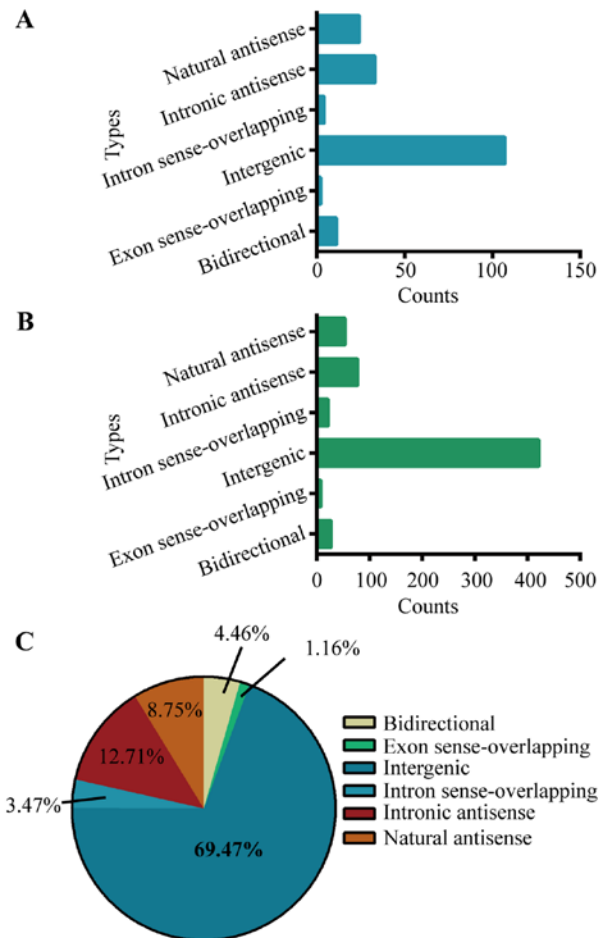 A
Types
Natural antisense
Intronic antisense
Intron sense-overlapping
Intergenic
Exon sense-overlapping
Bidirectional
0 50 100 150
Counts
B
Types
Natural antisense
Intronic antisense
Intron sense-overlapping
Intergenic
Exon sense-overlapping
Bidirectional
0 100 200 300 400 500
Counts
C
4.46%
1.16%
8.75%
12.71%
3.47%
69.47%
Bidirectional
Exon sense-overlapping
Intergenic
Intron sense-overlapping
Intronic antisense
Natural antisense